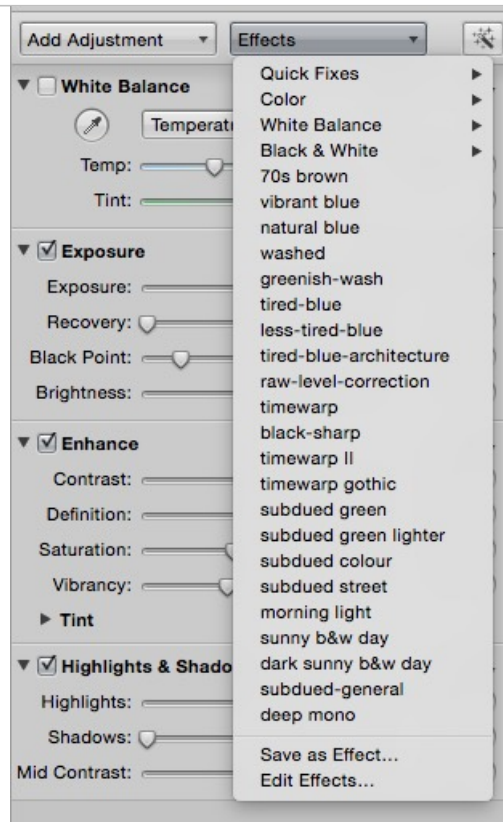 Add Adjustment
Effects
White Balance
Temperatu
Temp:
Tint:
Exposure
Exposure:
Recovery:
Black Point:
Brightness:
Enhance
Contrast:
Definition:
Saturation:
Vibrancy:
Tint
Highlights & Shado
Highlights:
Shadows:
Mid Contrast:
Quick Fixes
Color
White Balance
Black & White
70s brown
vibrant blue
natural blue
washed
greenish-wash
tired-blue
less-tired-blue
tired-blue-architecture
raw-level-correction
timewarp
black-sharp
timewarp II
timewarp gothic
subdued green
subdued green lighter
subdued colour
subdued street
morning light
sunny b&w day
dark sunny b&w day
subdued-general
deep mono
Save as Effect...
Edit Effects...